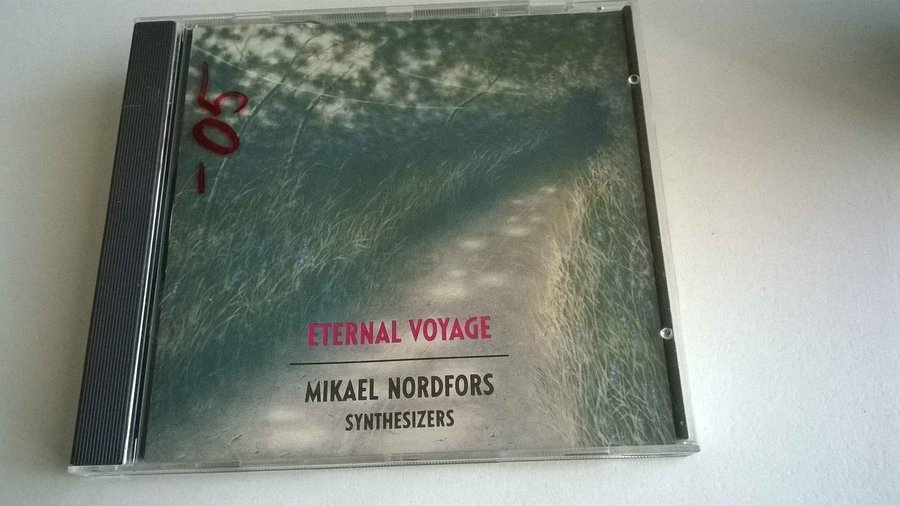 -05
ETERNAL VOYAGE
MIKAEL NORDFORS
SYNTHESIZERS